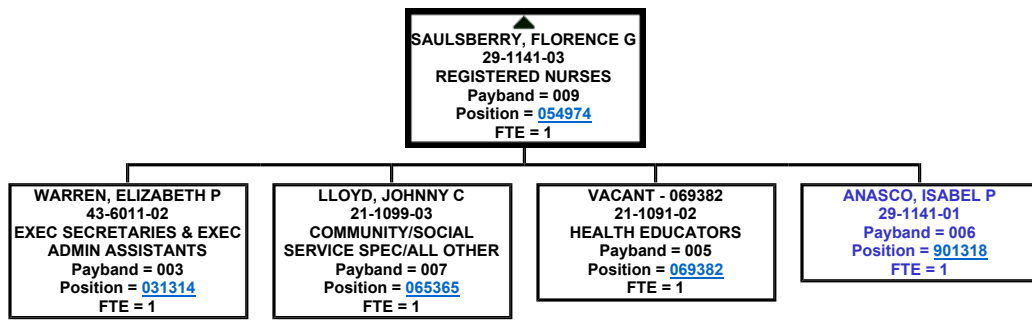 SAULSBERRY, FLORENCE G
29-1141-03
REGISTERED NURSES
Payband = 009
Position = 054974
FTE = 1
WARREN, ELIZABETH P
43-6011-02
EXEC SECRETARIES & EXEC
ADMIN ASSISTANTS
Payband = 003
Position = 031314
FTE = 1
LLOYD, JOHNNY C
21-1099-03
COMMUNITY/SOCIAL
SERVICE SPEC/ALL OTHER
Payband = 007
Position = 065365
FTE = 1
VACANT - 069382
21-1091-02
HEALTH EDUCATORS
Payband = 005
Position = 069382
FTE = 1
ANASCO, ISABEL P
29-1141-01
Payband = 006
Position = 901318
FTE = 1